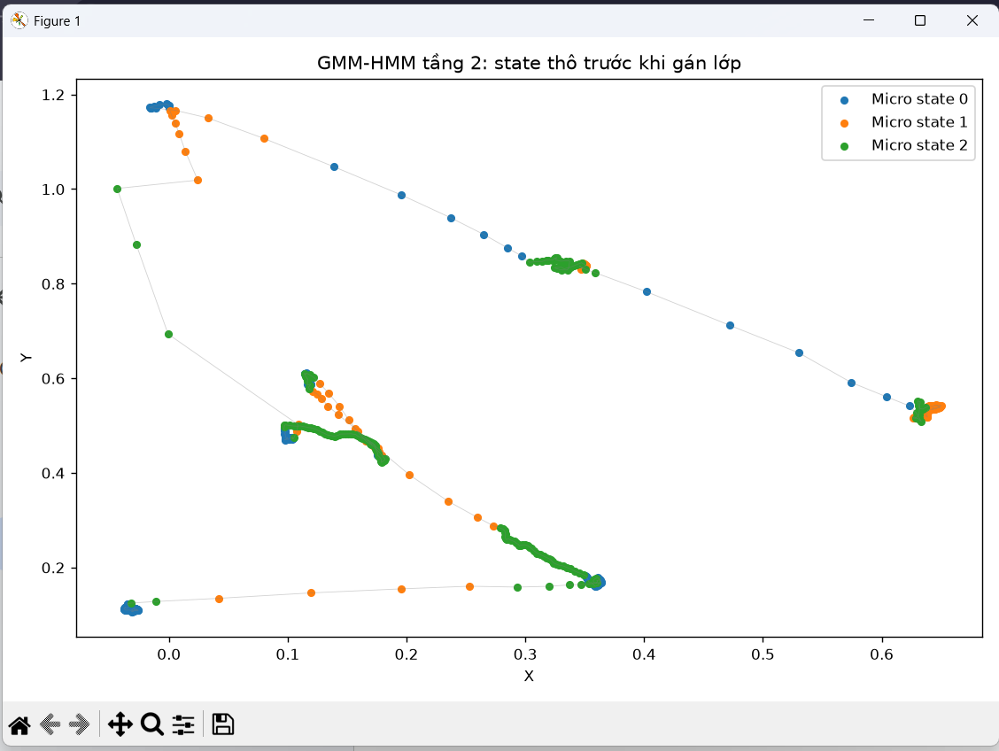 Figure 1
GMM-HMM tầng 2: state thô trước khi gán lớp
Micro state 0
Micro state 1
Micro state 2
1.2
1.0
0.8
0.6
0.4
0.2
Y
0.0 0.1 0.2 0.3 0.4 0.5 0.6
X